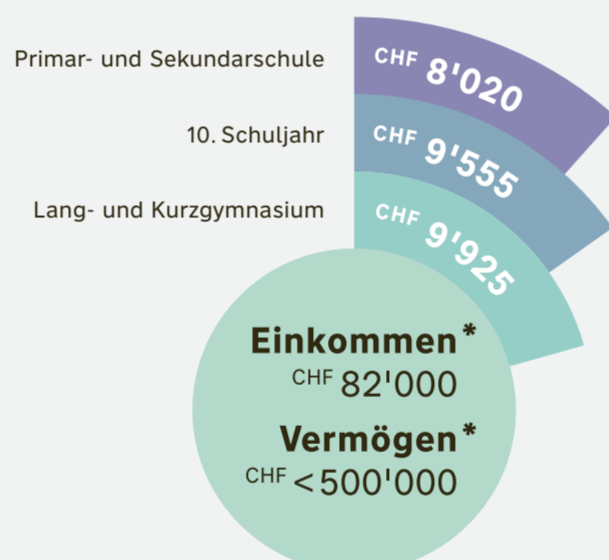 Primar- und Sekundarschule CHF 8'020
10. Schuljahr CHF 9'555
Lang- und Kurzgymnasium CHF 9'925
Einkommen*
CHF 82'000
Vermögen*
CHF <500'000